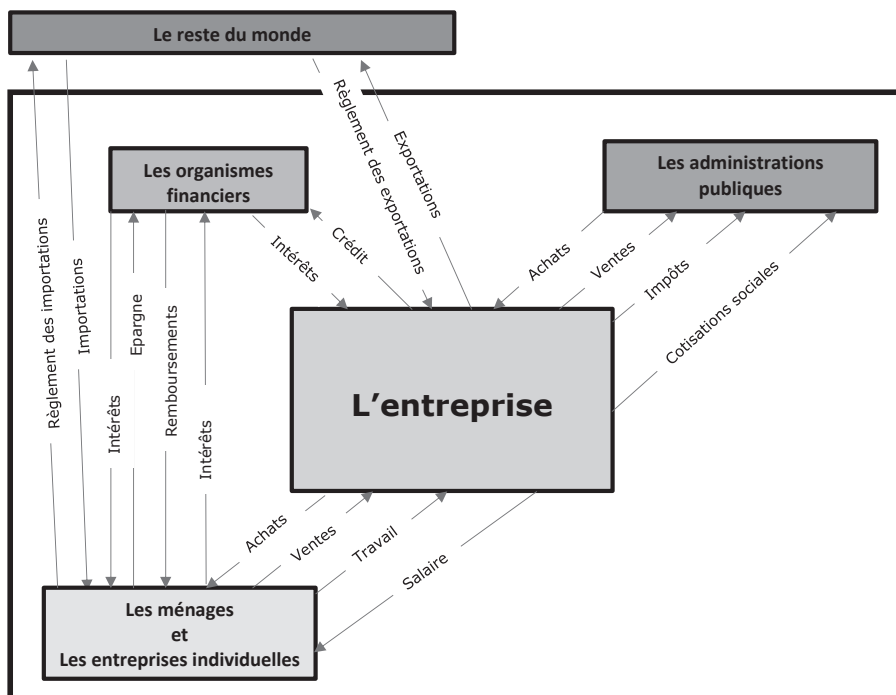 Le reste du monde
Règlement des importations
Importations
Règlement des exportations
Exportations
Les organismes
financiers
Les administrations
publiques
Intérêts
Crédit
Achats
Ventes
Impôts
Cotisations sociales
Intérêts
Epargne
Remboursements
Intérêts
L'entreprise
Achats
Ventes
Travail
Salaire
Les ménages
et
Les entreprises individuelles